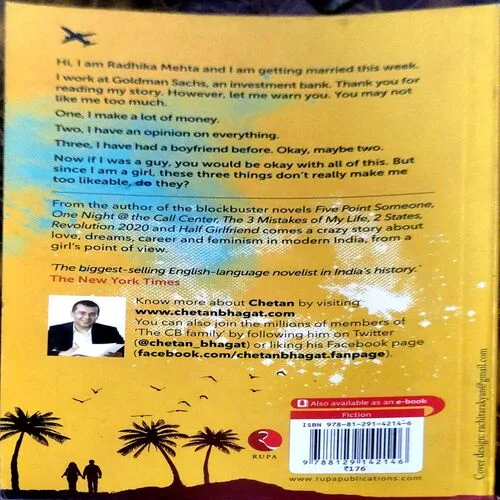 Hi, I am Radhika Mehta and I am getting married this week.
I work at Goldman Sachs, an investment bank. Thank you for
reading my story. However, let me warn you. You may not
like me too much.
One, I make a lot of money.
Two, I have an opinion on everything.
Three, I have had a boyfriend before. Okay, maybe two.
Now if I was a guy, you would be okay with all of this. But
since I am a girl, these three things don't really make me
too likeable, do they?
From the author of the blockbuster novels Five Point Someone,
One Night @ the Call Center, The 3 Mistakes of My Life, 2 States,
Revolution 2020 and Half Girlfriend comes a crazy story about
love, dreams, career and feminism in modern India, from a
girl's point of view.
'The biggest-selling English-language novelist in India's history.'
The New York Times
Know more about Chetan by visiting
www.chetanbhagat.com
You can also join the millions of members of
'The CB family' by following him on Twitter
(@chetan_bhagat) or liking his Facebook page
(facebook.com/chetanbhagat.fanpage).
Also available as an e-book
Fiction
ISBN 978-81-291-4214-6
9 788129 142146
₹176
RUPA
www.rupapublications.com
Cover design: rachitarakyan@gmail.com